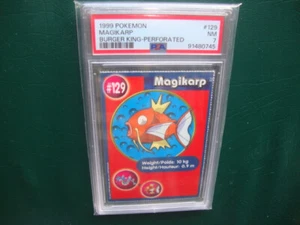 1999 POKEMON #129
MAGIKARP NM
BURGER KING-PERFORATED 7
PSA 91480745
#129
Magikarp
Weight/Poids: 10 kg
Height/Hauteur: 0.9 m